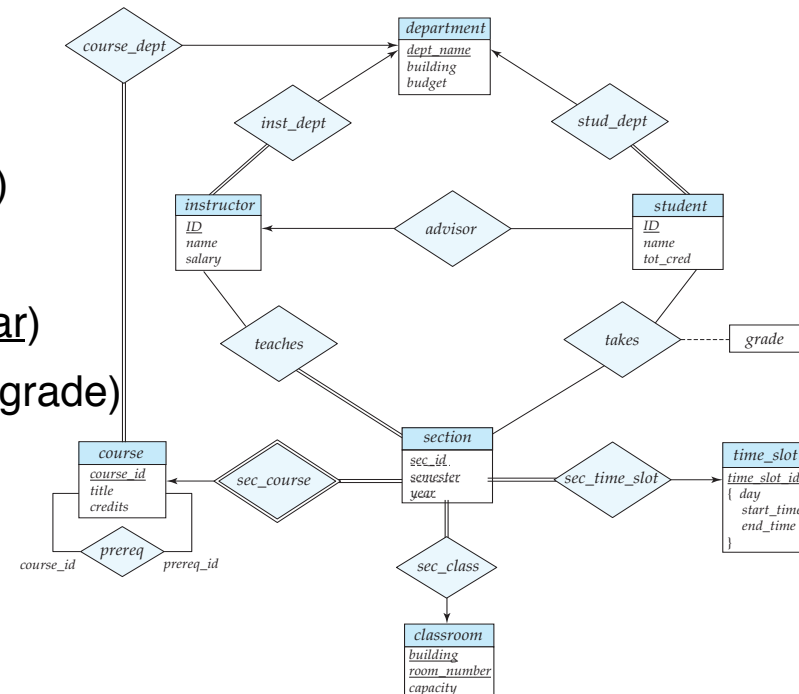 department
dept_name
building
budget
course_dept
inst_dept
stud_dept
)
instructor
ID
name
salary
advisor
student
ID
name
tot_cred
ar)
teaches
takes
grade
grade)
section
sec_id
semester
year
course
course_id
title
credits
sec_course
sec_time_slot
time_slot
time_slot_id
{ day
start_time
end_time
}
prereq
course_id
prereq_id
sec_class
classroom
building
room_number
capacity